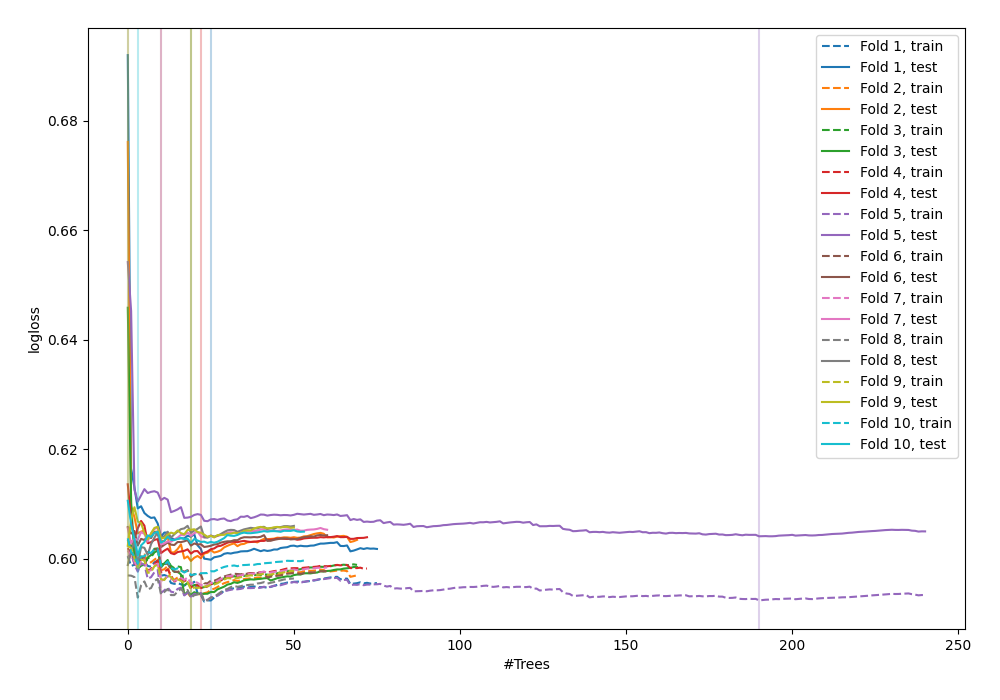 0.68
0.66
0.64
0.62
0.60
logloss
0
50
100
150
200
250
#Trees
Fold 1, train
Fold 1, test
Fold 2, train
Fold 2, test
Fold 3, train
Fold 3, test
Fold 4, train
Fold 4, test
Fold 5, train
Fold 5, test
Fold 6, train
Fold 6, test
Fold 7, train
Fold 7, test
Fold 8, train
Fold 8, test
Fold 9, train
Fold 9, test
Fold 10, train
Fold 10, test